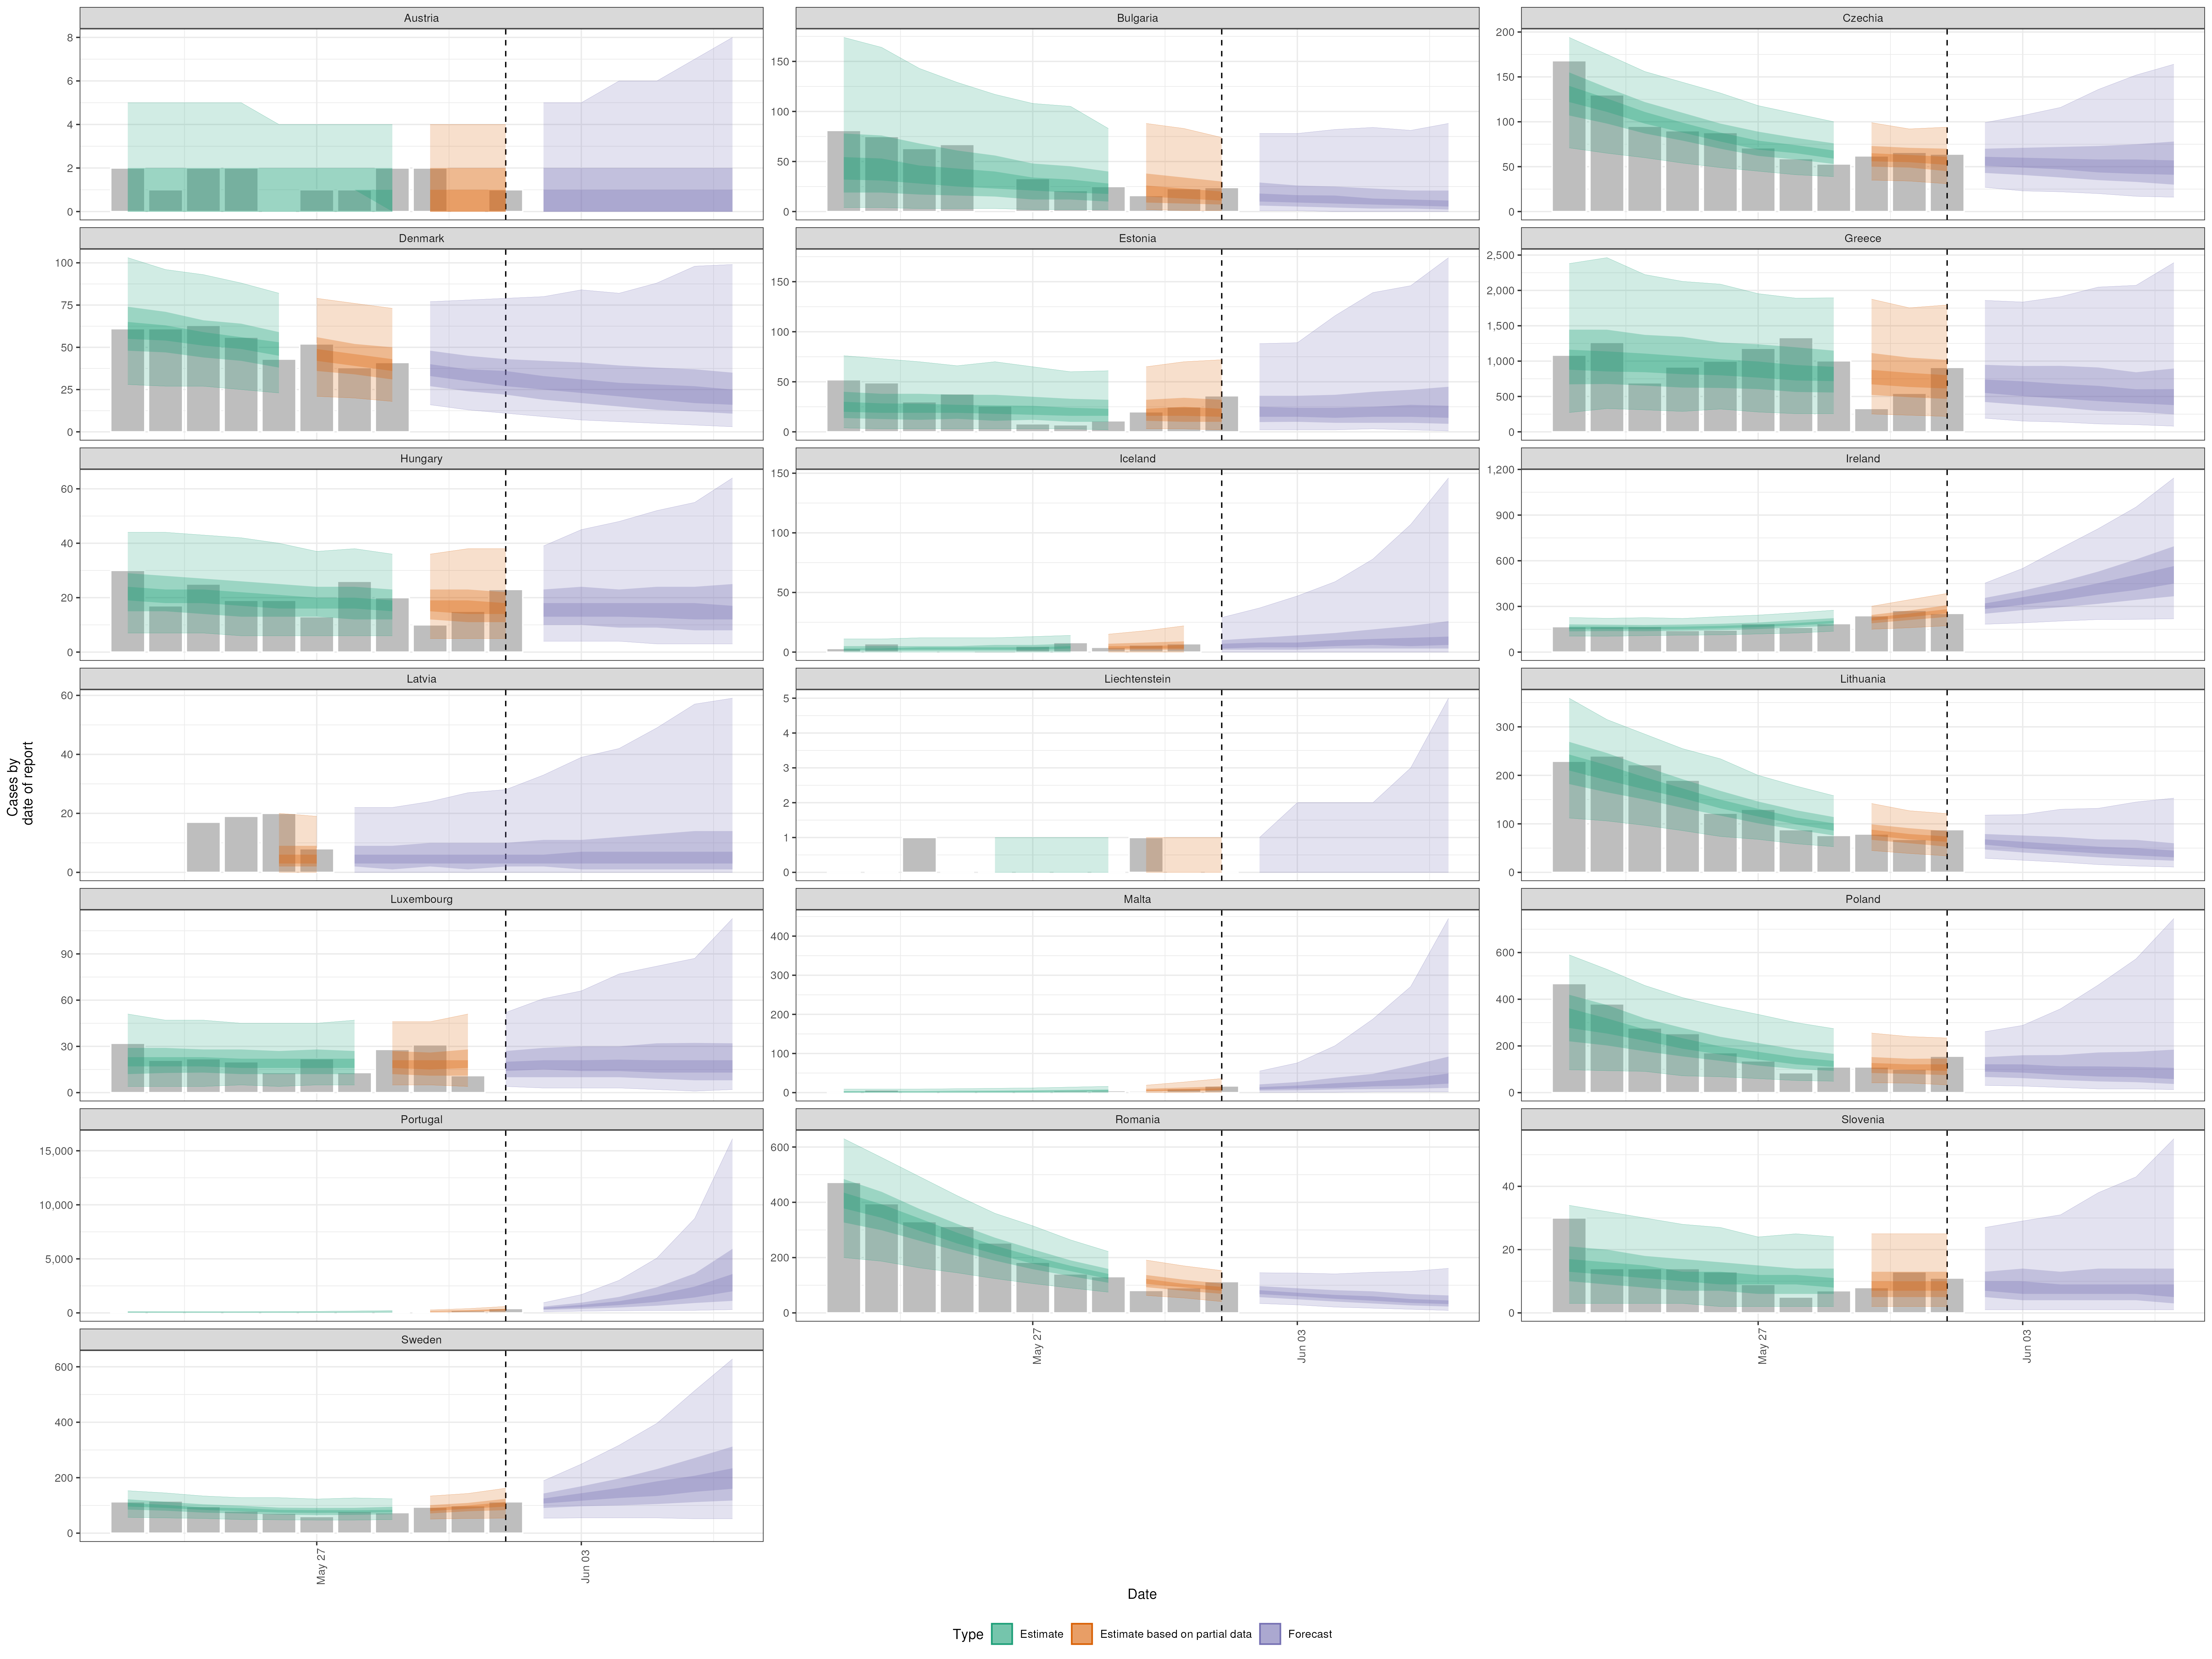 Austria
Bulgaria
Czechia
8
6
4
2
0
150
100
50
0
200
150
100
50
0
Denmark
Estonia
Greece
100
75
50
25
0
150
100
50
0
2,500
2,000
1,500
1,000
500
0
Hungary
Iceland
Ireland
60
40
20
0
150
100
50
0
1,200
900
600
300
0
Latvia
Liechtenstein
Lithuania
60
40
20
0
5
4
3
2
1
0
300
200
100
0
Cases by
date of report
Luxembourg
Malta
Poland
90
60
30
0
400
300
200
100
0
600
400
200
0
Portugal
Romania
Slovenia
15,000
10,000
5,000
0
600
400
200
0
40
20
0
May 27
Jun 03
May 27
Jun 03
Sweden
600
400
200
0
May 27
Jun 03
Date
Type Estimate Estimate based on partial data Forecast